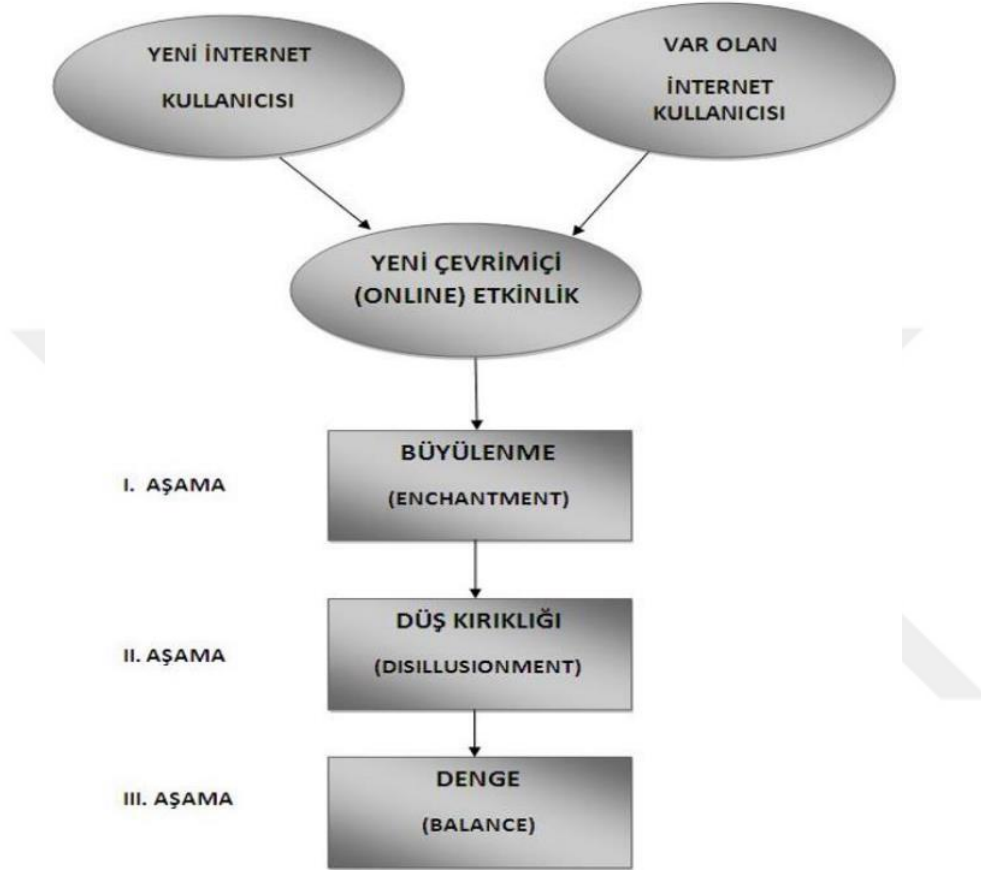 YENİ İNTERNET
KULLANICISI
VAR OLAN
İNTERNET
KULLANICISI
YENİ ÇEVRİMİÇİ
(ONLINE) ETKİNLİK
I. AŞAMA
BÜYÜLENME
(ENCHANTMENT)
II. AŞAMA
DÜŞ KIRIKLIĞI
(DISILLUSIONMENT)
III. AŞAMA
DENGE
(BALANCE)